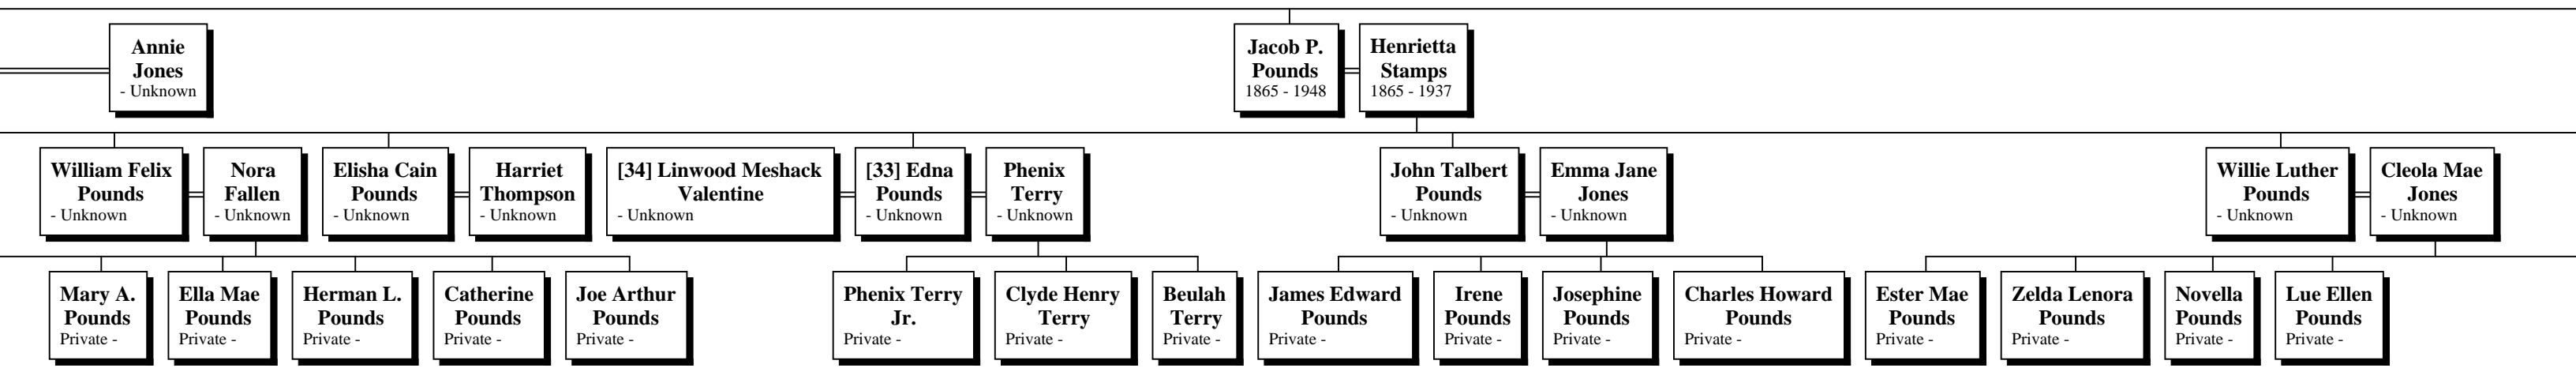 Annie
Jones
- Unknown
Jacob P.
Pounds
1865 - 1948
Henrietta
Stamps
1865 - 1937
William Felix
Pounds
- Unknown
Nora
Fallen
- Unknown
Elisha Cain
Pounds
- Unknown
Harriet
Thompson
- Unknown
[34] Linwood Meshack
Valentine
- Unknown
[33] Edna
Pounds
- Unknown
Phenix
Terry
- Unknown
John Talbert
Pounds
- Unknown
Emma Jane
Jones
- Unknown
Willie Luther
Pounds
- Unknown
Cleola Mae
Jones
- Unknown
Mary A.
Pounds
Private -
Ella Mae
Pounds
Private -
Herman L.
Pounds
Private -
Catherine
Pounds
Private -
Joe Arthur
Pounds
Private -
Phenix Terry
Jr.
Private -
Clyde Henry
Terry
Private -
Beulah
Terry
Private -
James Edward
Pounds
Private -
Irene
Pounds
Private -
Josephine
Pounds
Private -
Charles Howard
Pounds
Private -
Ester Mae
Pounds
Private -
Zelda Lenora
Pounds
Private -
Novella
Pounds
Private -
Lue Ellen
Pounds
Private -